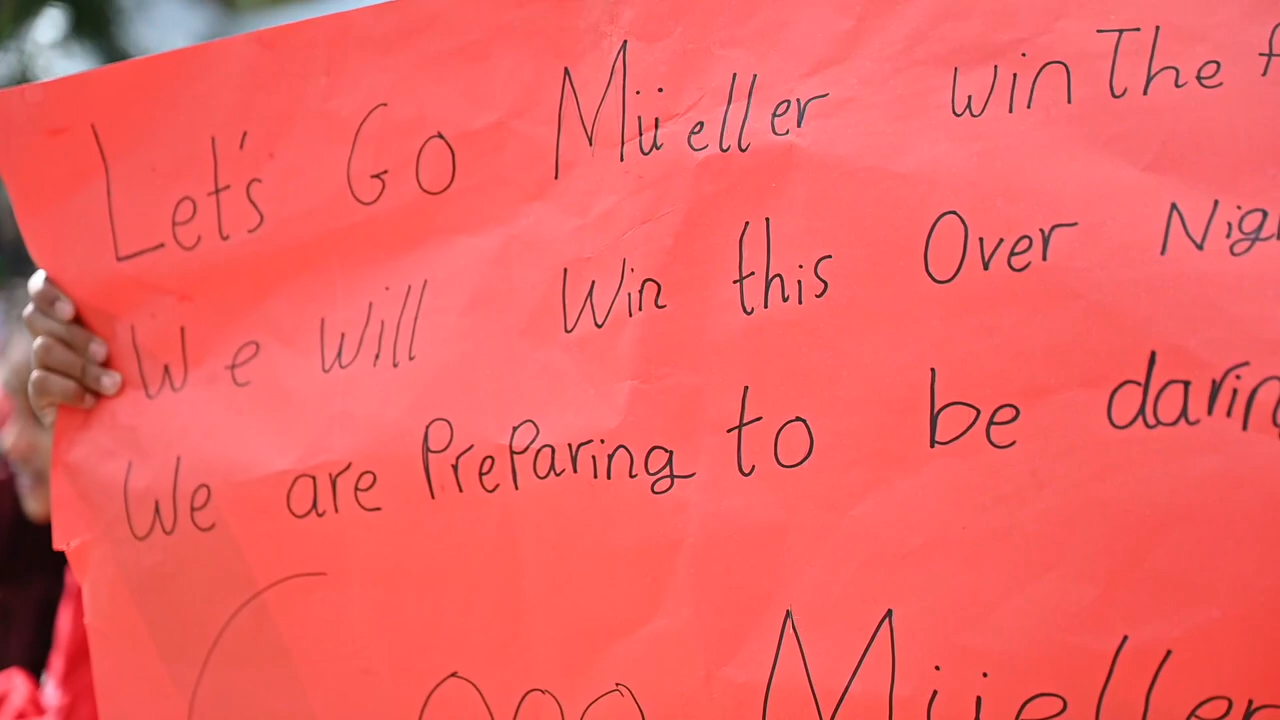 Let's Go Müeller win The
We will Win this Over
We are Preparing to be
Müeller